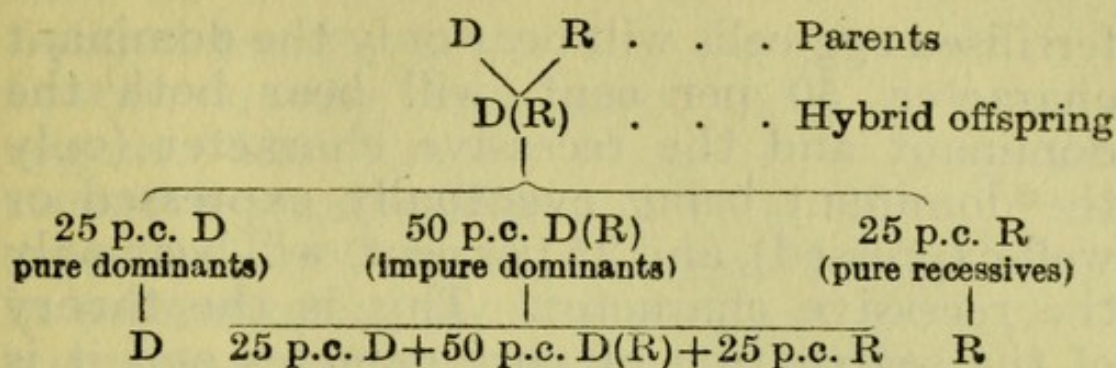 D R . . . Parents
D(R) . . . Hybrid offspring
25 p.c. D 50 p.c. D(R) 25 p.c. R
pure dominants) (impure dominants) (pure recessives)
D 25 p.c. D+50 p.c. D(R)+25 p.c. R R